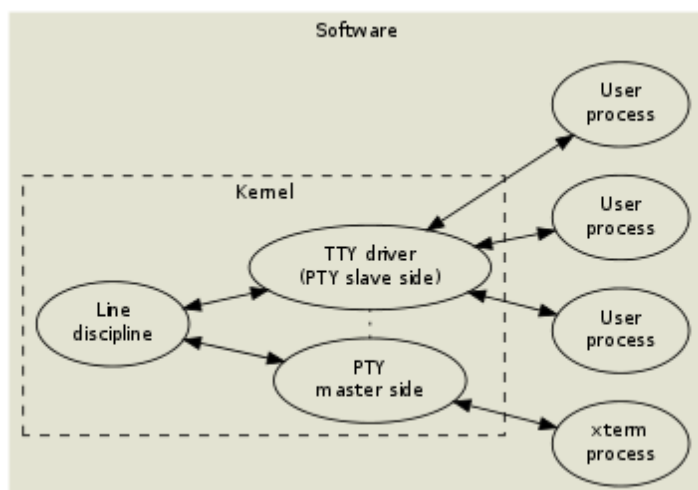 Software
User
process
Kernel
User
process
TTY driver
(PTY slave side)
Line
discipline
User
process
PTY
master side
xterm
process